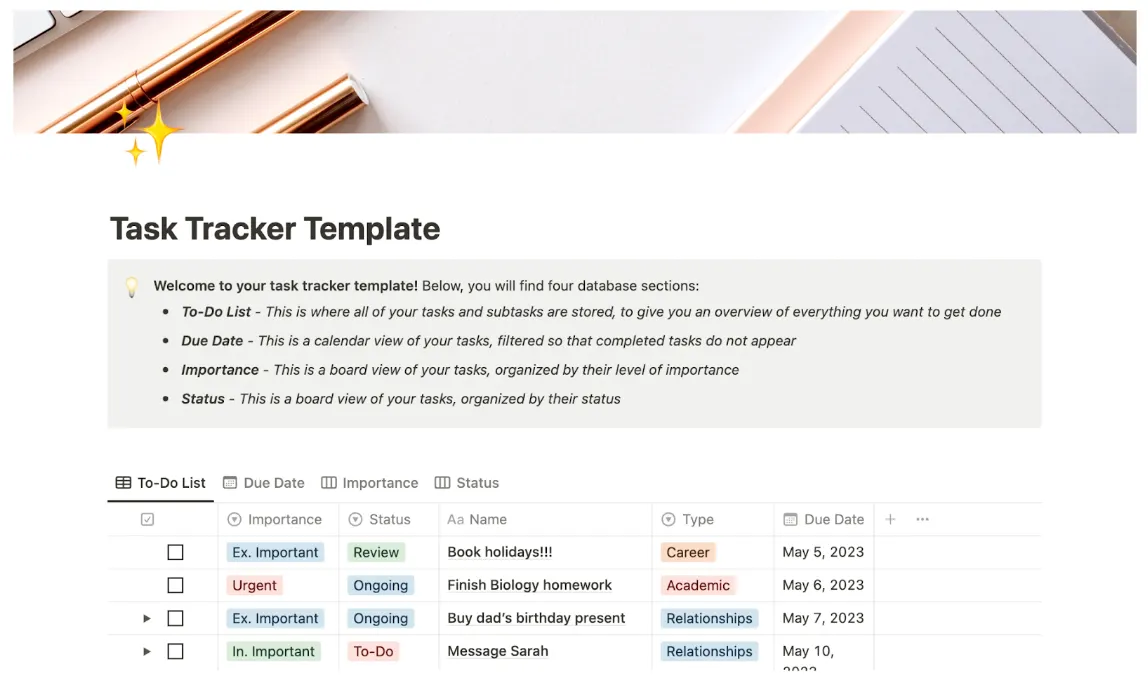 Task Tracker Template
Welcome to your task tracker template! Below, you will find four database sections:
• To-Do List - This is where all of your tasks and subtasks are stored, to give you an overview of everything you want to get done
• Due Date - This is a calendar view of your tasks, filtered so that completed tasks do not appear
• Importance - This is a board view of your tasks, organized by their level of importance
• Status - This is a board view of your tasks, organized by their status
To-Do List Due Date Importance Status
Importance Status Aa Name Type Due Date + ...
Ex. Important Review Book holidays!!! Career May 5, 2023
Urgent Ongoing Finish Biology homework Academic May 6, 2023
Ex. Important Ongoing Buy dad’s birthday present Relationships May 7, 2023
In. Important To-Do Message Sarah Relationships May 10,
2023